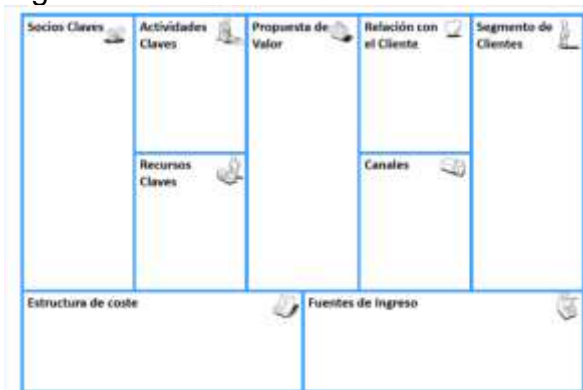 Socios Claves
Actividades
Claves
Propuesta de
Valor
Relación con
el Cliente
Segmento de
Clientes
Recursos
Claves
Canales
Estructura de coste
Fuentes de Ingreso